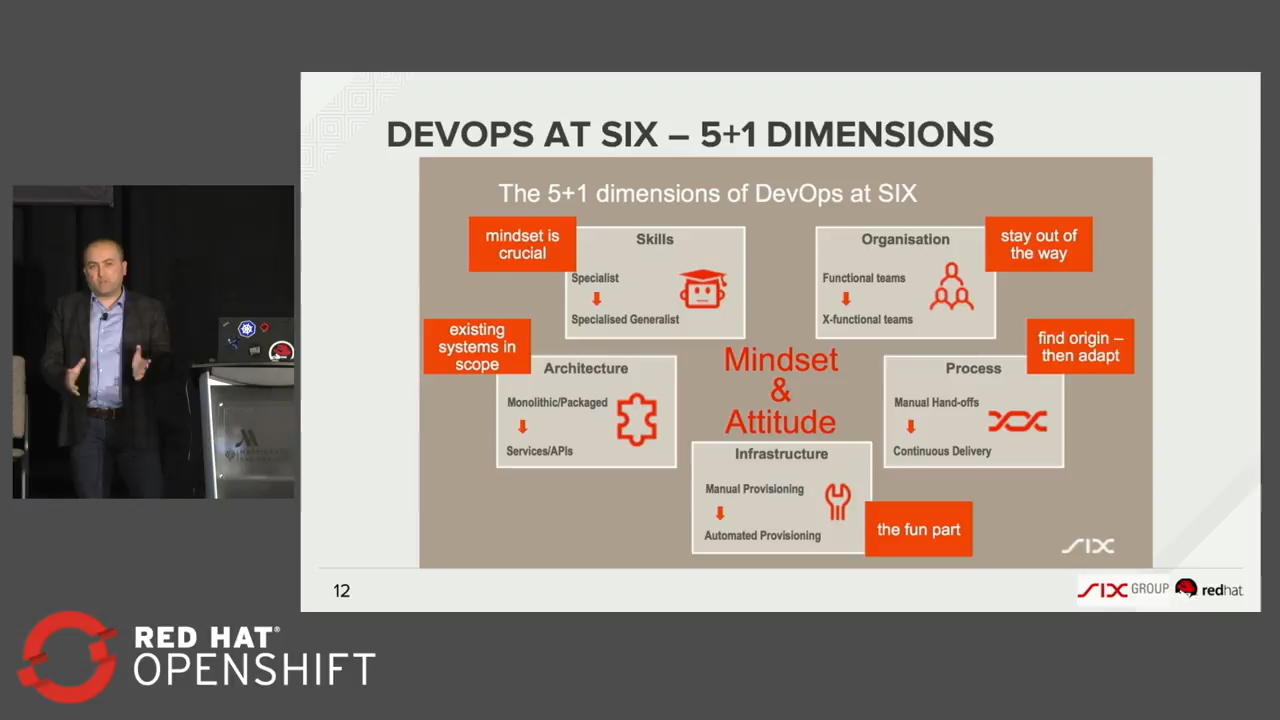 DEVOPS AT SIX – 5+1 DIMENSIONS
The 5+1 dimensions of DevOps at SIX
mindset is
crucial
Skills
Specialist
Specialised Generalist
Organisation
Functional teams
X-functional teams
stay out of
the way
existing
systems in
scope
Architecture
Monolithic/Packaged
Services/APIs
Mindset
&
Attitude
Process
Manual Hand-offs
Continuous Delivery
find origin –
then adapt
Infrastructure
Manual Provisioning
Automated Provisioning
the fun part
SIX
12
SIX GROUP
redhat
RED HAT®
OPENSHIFT